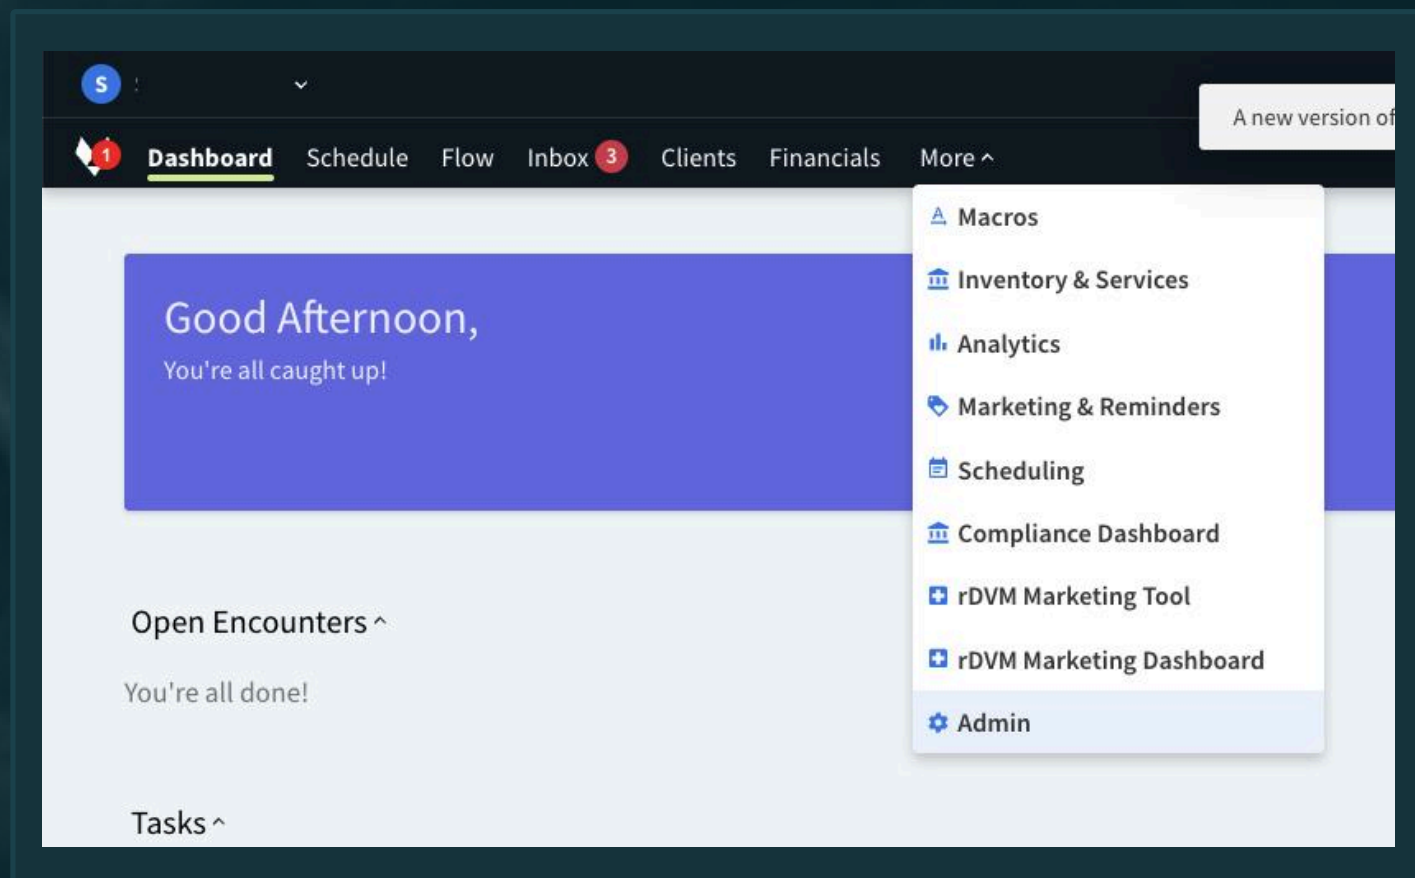 S
1
Dashboard Schedule Flow Inbox 3 Clients Financials More
A new version of
Macros
Inventory & Services
Analytics
Marketing & Reminders
Scheduling
Compliance Dashboard
rDVM Marketing Tool
rDVM Marketing Dashboard
Admin
Good Afternoon,
You're all caught up!
Open Encounters
You're all done!
Tasks